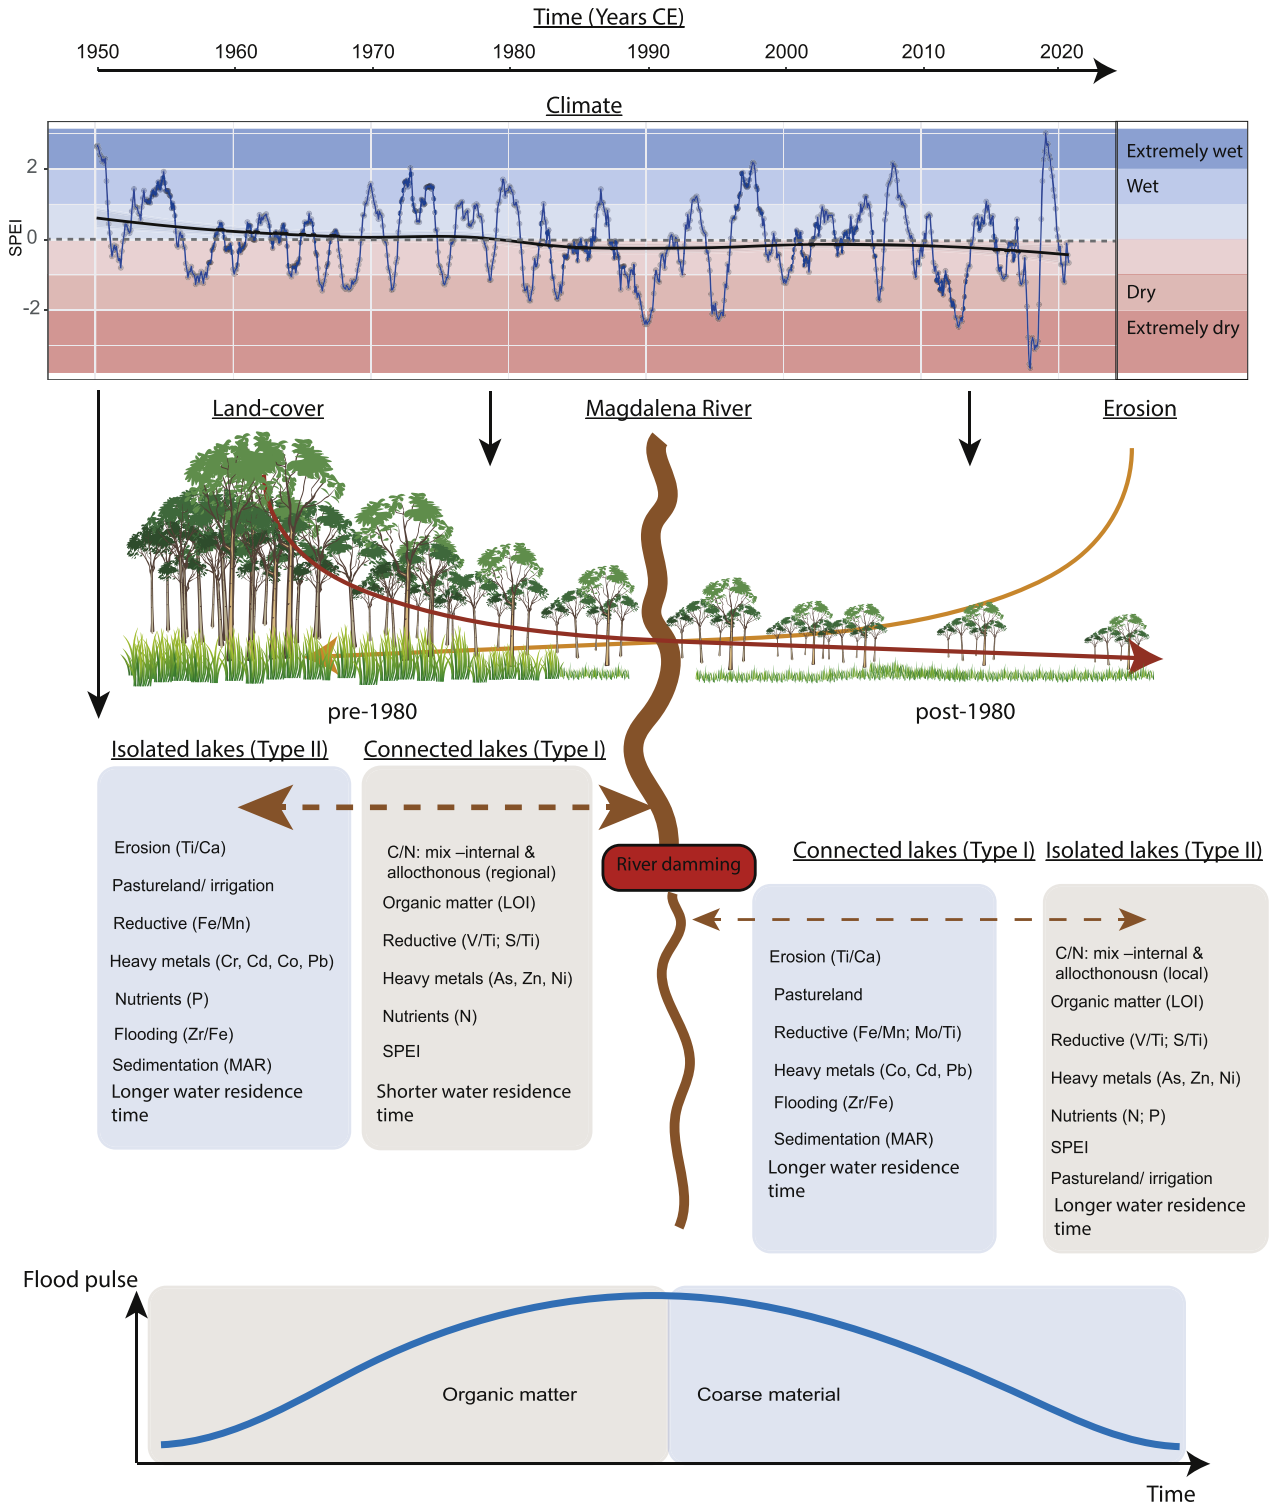 Time (Years CE)
1950 1960 1970 1980 1990 2000 2010 2020
Climate
SPEI
2
0
-2
Extremely wet
Wet
Dry
Extremely dry
Land-cover
Magdalena River
Erosion
pre-1980
post-1980
Isolated lakes (Type II)
Erosion (Ti/Ca)
Pastureland/ irrigation
Reductive (Fe/Mn)
Heavy metals (Cr, Cd, Co, Pb)
Nutrients (P)
Flooding (Zr/Fe)
Sedimentation (MAR)
Longer water residence
time
Connected lakes (Type I)
C/N: mix –internal &
allocthonous (regional)
Organic matter (LOI)
Reductive (V/Ti; S/Ti)
Heavy metals (As, Zn, Ni)
Nutrients (N)
SPEI
Shorter water residence
time
River damming
Connected lakes (Type I)
Erosion (Ti/Ca)
Pastureland
Reductive (Fe/Mn; Mo/Ti)
Heavy metals (Co, Cd, Pb)
Flooding (Zr/Fe)
Sedimentation (MAR)
Longer water residence
time
Isolated lakes (Type II)
C/N: mix –internal &
allocthonousn (local)
Organic matter (LOI)
Reductive (V/Ti; S/Ti)
Heavy metals (As, Zn, Ni)
Nutrients (N; P)
SPEI
Pastureland/ irrigation
Longer water residence
time
Flood pulse
Organic matter
Coarse material
Time